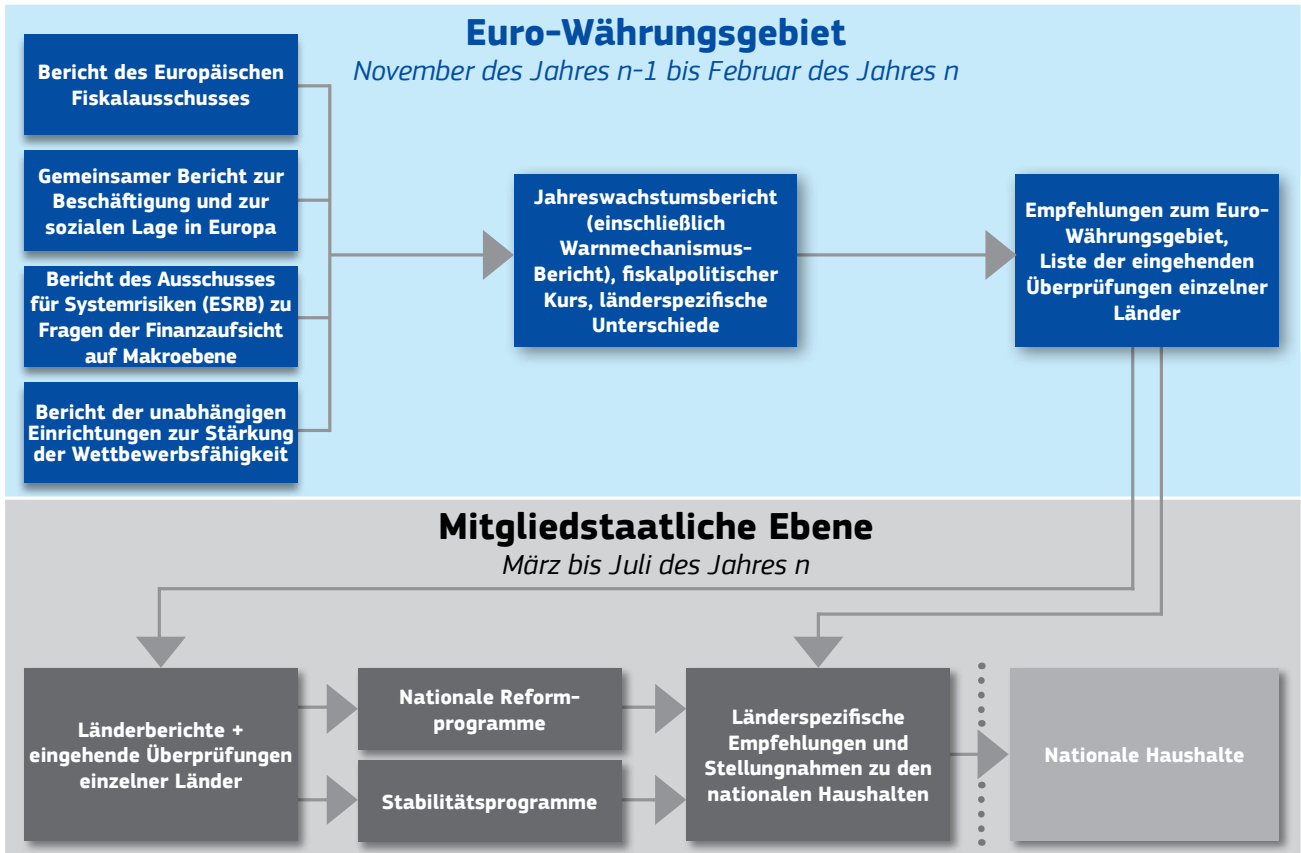 Euro-Währungsgebiet
November des Jahres n-1 bis Februar des Jahres n
Bericht des Europäischen
Fiskalausschusses
Gemeinsamer Bericht zur
Beschäftigung und zur
sozialen Lage in Europa
Bericht des Ausschusses
für Systemrisiken (ESRB) zu
Fragen der Finanzaufsicht
auf Makroebene
Bericht der unabhängigen
Einrichtungen zur Stärkung
der Wettbewerbsfähigkeit
Jahreswachstumsbericht
(einschließlich
Warnmechanismus-
Bericht), fiskalpolitischer
Kurs, länderspezifische
Unterschiede
Empfehlungen zum Euro-
Währungsgebiet,
Liste der eingehenden
Überprüfungen einzelner
Länder
Mitgliedstaatliche Ebene
März bis Juli des Jahres n
Länderberichte +
eingehende Überprüfungen
einzelner Länder
Nationale Reform-
programme
Stabilitätsprogramme
Länderspezifische
Empfehlungen und
Stellungnahmen zu den
nationalen Haushalten
Nationale Haushalte